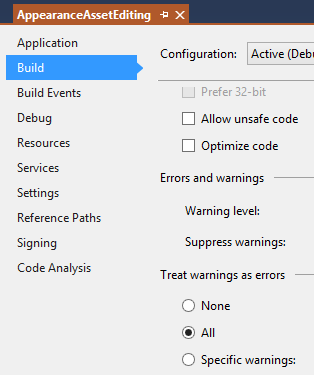 AppearanceAssetEditing
Application
Build
Build Events
Debug
Resources
Services
Settings
Reference Paths
Signing
Code Analysis
Configuration: Active (Debu
Prefer 32-bit
Allow unsafe code
Optimize code
Errors and warnings
Warning level:
Suppress warnings:
Treat warnings as errors
None
All
Specific warnings: